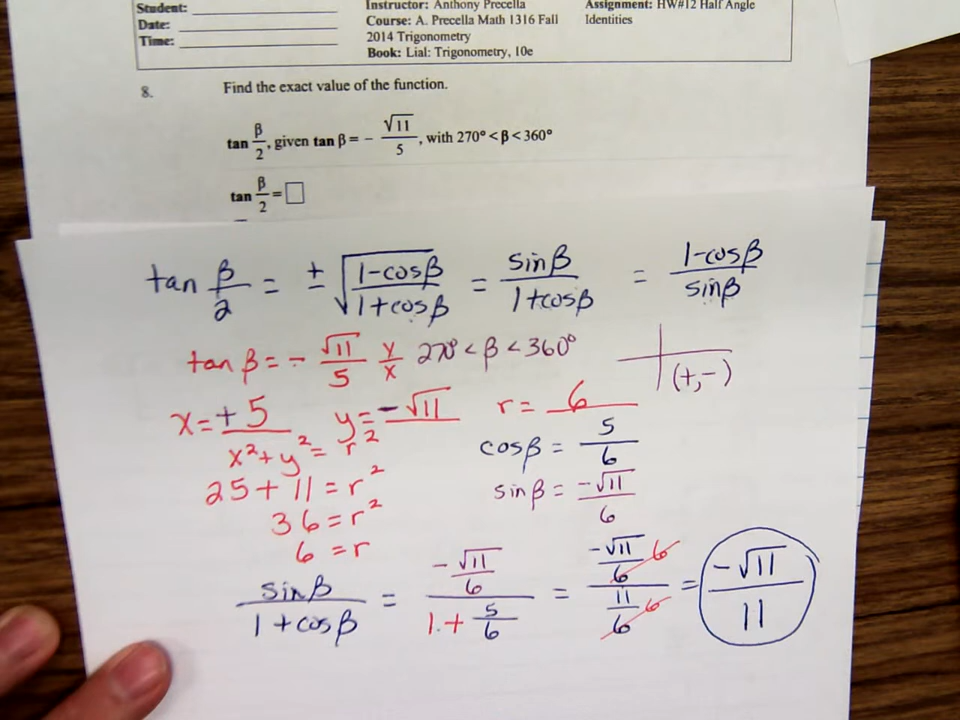 Student: Instructor: Anthony Precella Assignment: HW#12 Half Angle
Date: Course: A. Precella Math 1316 Fall Identities
Time: 2014 Trigonometry
Book: Lial: Trigonometry, 10e
8. Find the exact value of the function.
tan β/2, given tan β = - √11/5, with 270° < β < 360°
tan β/2 = □
tan β/2 = ± √(1-cosβ/1+cosβ) = sinβ/1+cosβ = 1-cosβ/sinβ
tan β = - √11/5 y/x 270° < β < 360° (+,-)
x = +5 y = -√11 r = 6
x² + y² = r² cosβ = 5/6
25 + 11 = r² sinβ = -√11/6
36 = r²
6 = r
sinβ/1+cosβ = (-√11/6)/(1 + 5/6) = (-√11/6 6)/(11/6 6) = -√11/11